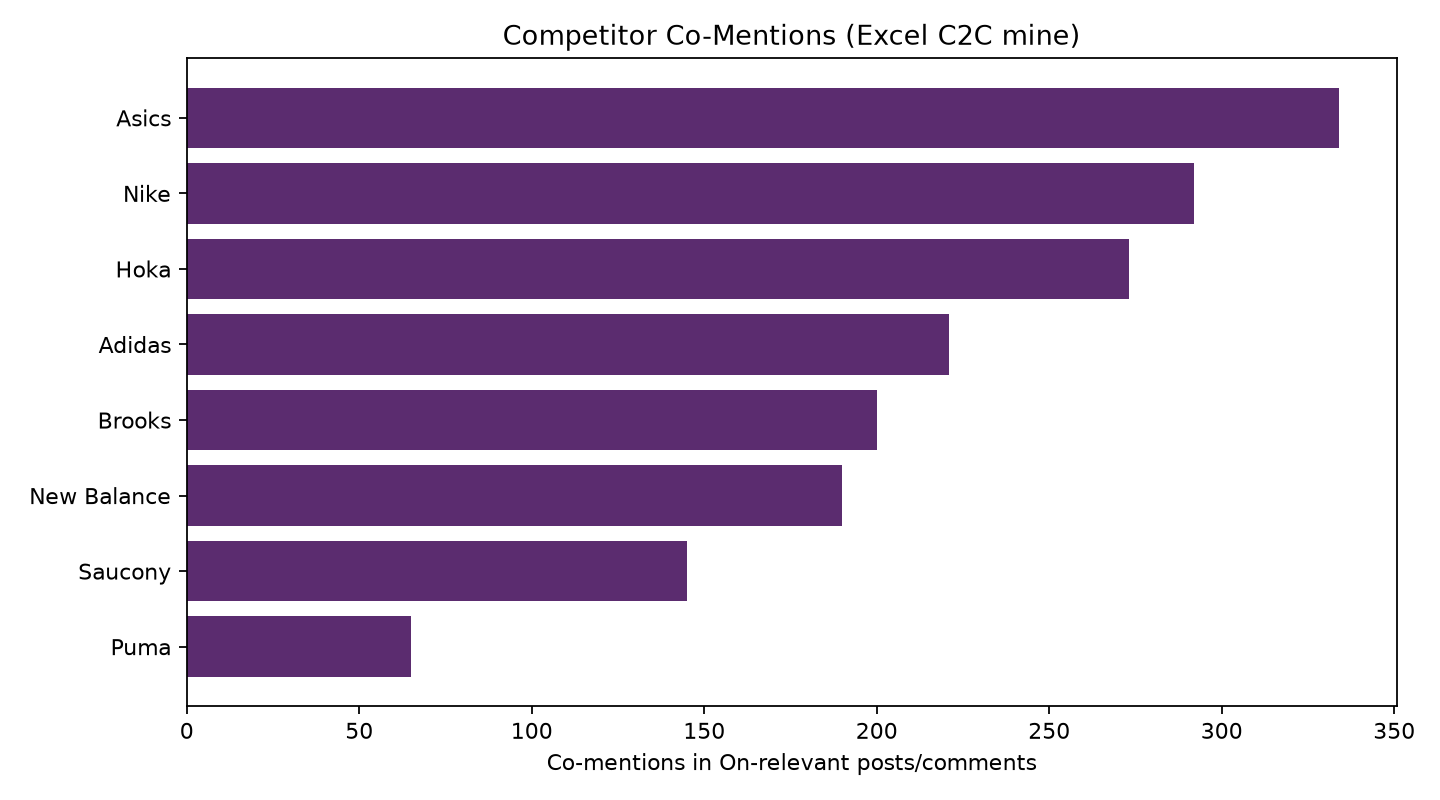 Competitor Co-Mentions (Excel C2C mine)
Asics
Nike
Hoka
Adidas
Brooks
New Balance
Saucony
Puma
0 50 100 150 200 250 300 350
Co-mentions in On-relevant posts/comments